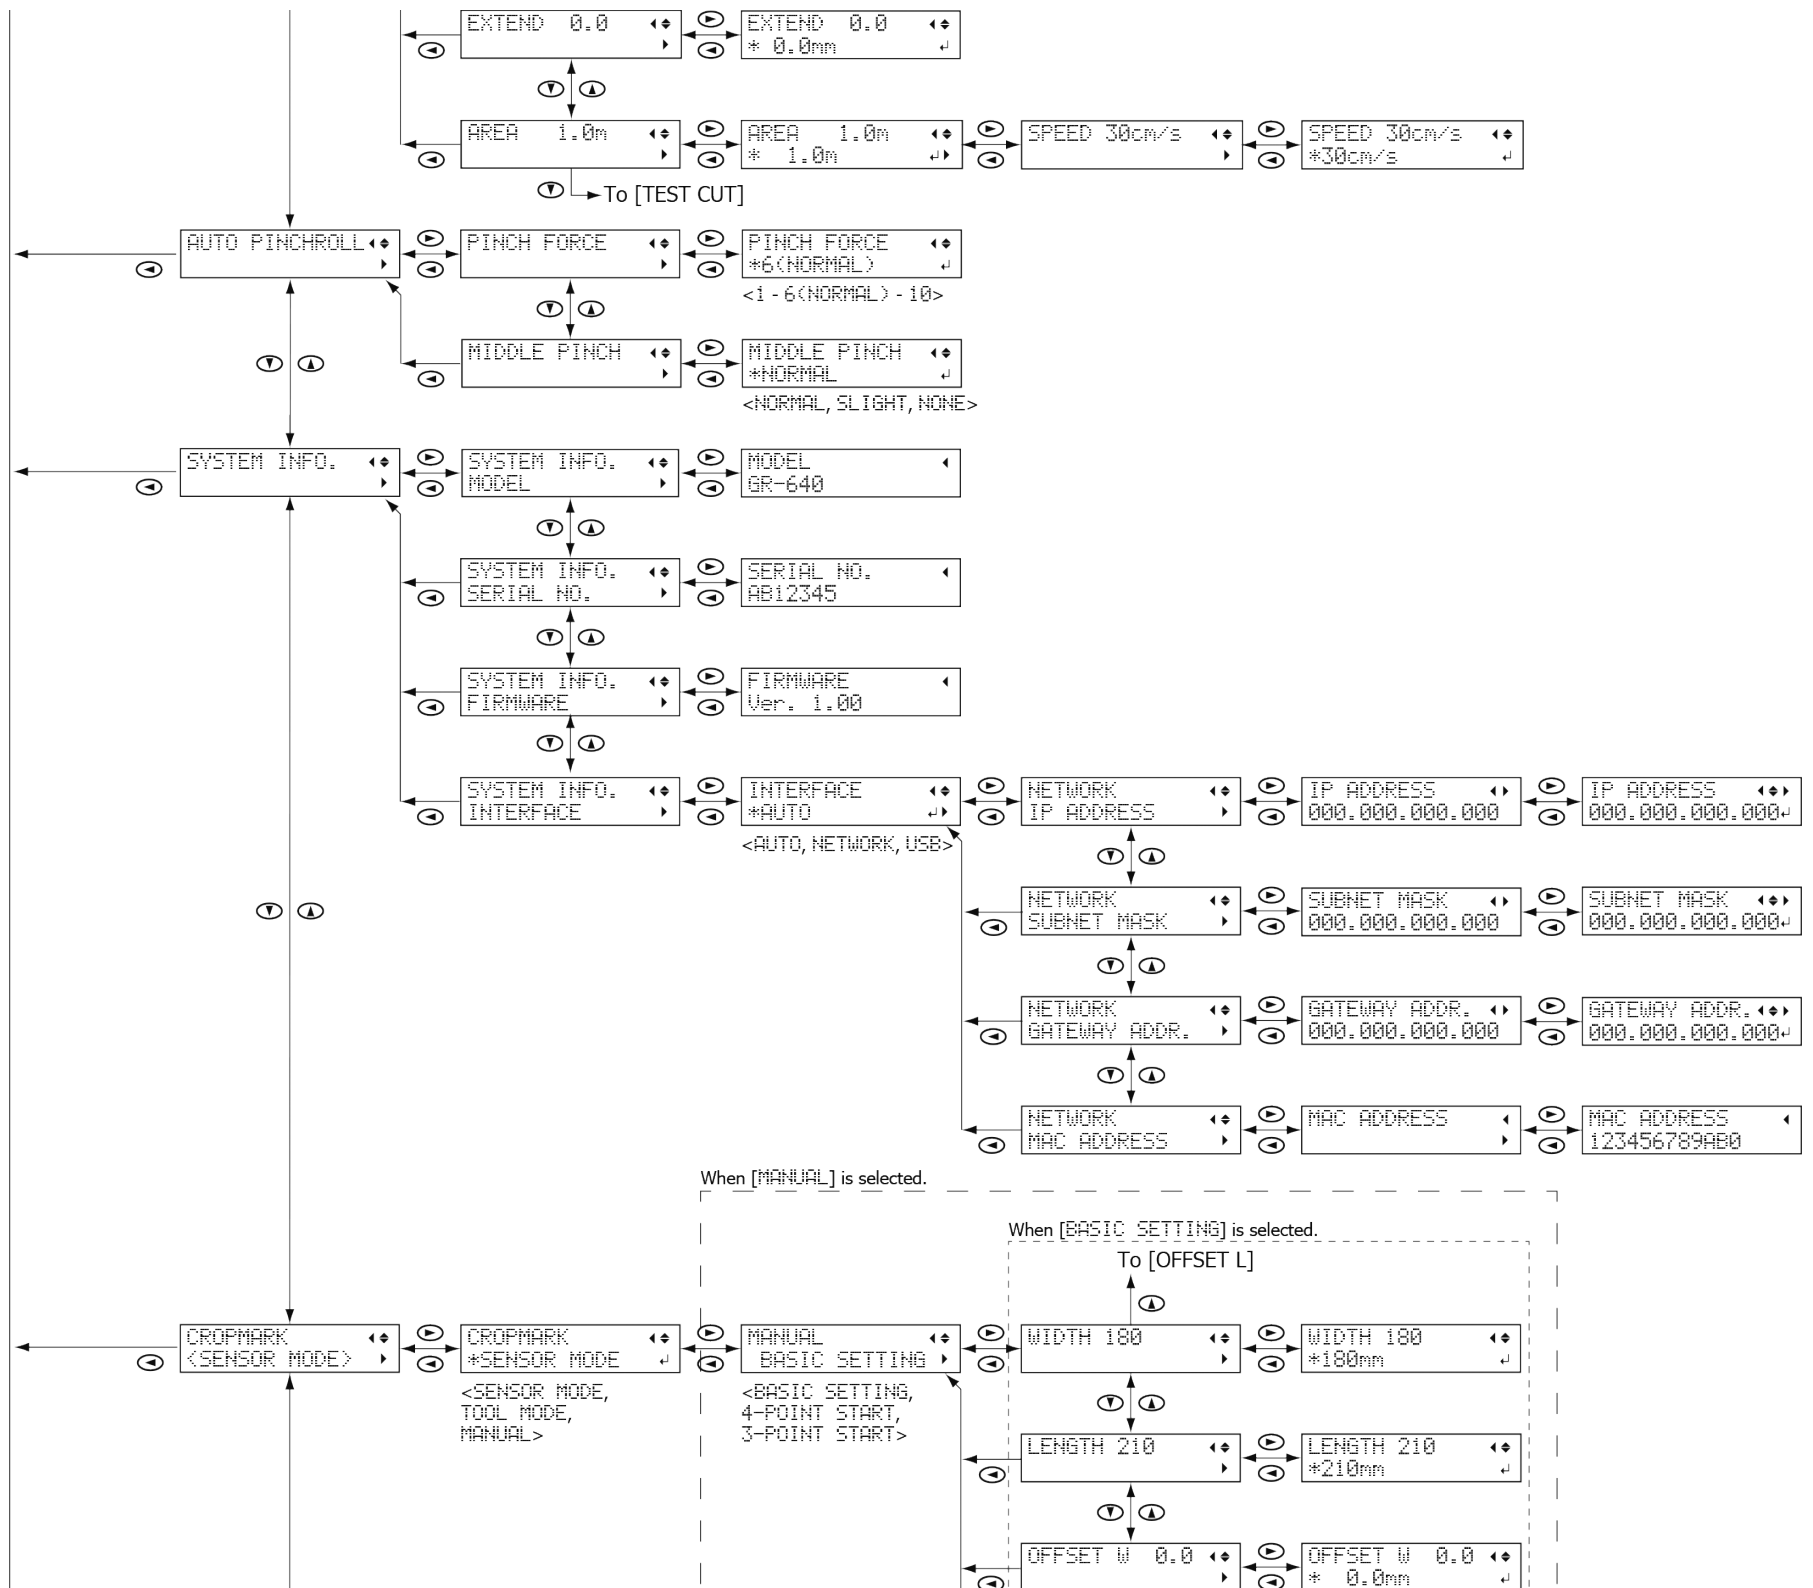 EXTEND 0.0
EXTEND 0.0
* 0.0mm
AREA 1.0m
AREA 1.0m
* 1.0m
SPEED 30cm/s
SPEED 30cm/s
*30cm/s
To [TEST CUT]
AUTO PINCHROLL
PINCH FORCE
PINCH FORCE
*6(NORMAL)
<1 - 6(NORMAL) - 10>
MIDDLE PINCH
MIDDLE PINCH
*NORMAL
<NORMAL, SLIGHT, NONE>
SYSTEM INFO.
SYSTEM INFO.
MODEL
MODEL
GR-640
SYSTEM INFO.
SERIAL NO.
SERIAL NO.
AB12345
SYSTEM INFO.
FIRMWARE
FIRMWARE
Ver. 1.00
SYSTEM INFO.
INTERFACE
INTERFACE
*AUTO
<AUTO, NETWORK, USB>
NETWORK
IP ADDRESS
IP ADDRESS
000.000.000.000
IP ADDRESS
000.000.000.000
NETWORK
SUBNET MASK
SUBNET MASK
000.000.000.000
SUBNET MASK
000.000.000.000
NETWORK
GATEWAY ADDR.
GATEWAY ADDR.
000.000.000.000
GATEWAY ADDR.
000.000.000.000
NETWORK
MAC ADDRESS
MAC ADDRESS
MAC ADDRESS
123456789AB0
When [MANUAL] is selected.
When [BASIC SETTING] is selected.
To [OFFSET L]
CROPMARK
<SENSOR MODE>
CROPMARK
*SENSOR MODE
<SENSOR MODE,
TOOL MODE,
MANUAL>
MANUAL
BASIC SETTING
<BASIC SETTING,
4-POINT START,
3-POINT START>
WIDTH 180
WIDTH 180
*180mm
LENGTH 210
LENGTH 210
*210mm
OFFSET W 0.0
OFFSET W 0.0
* 0.0mm